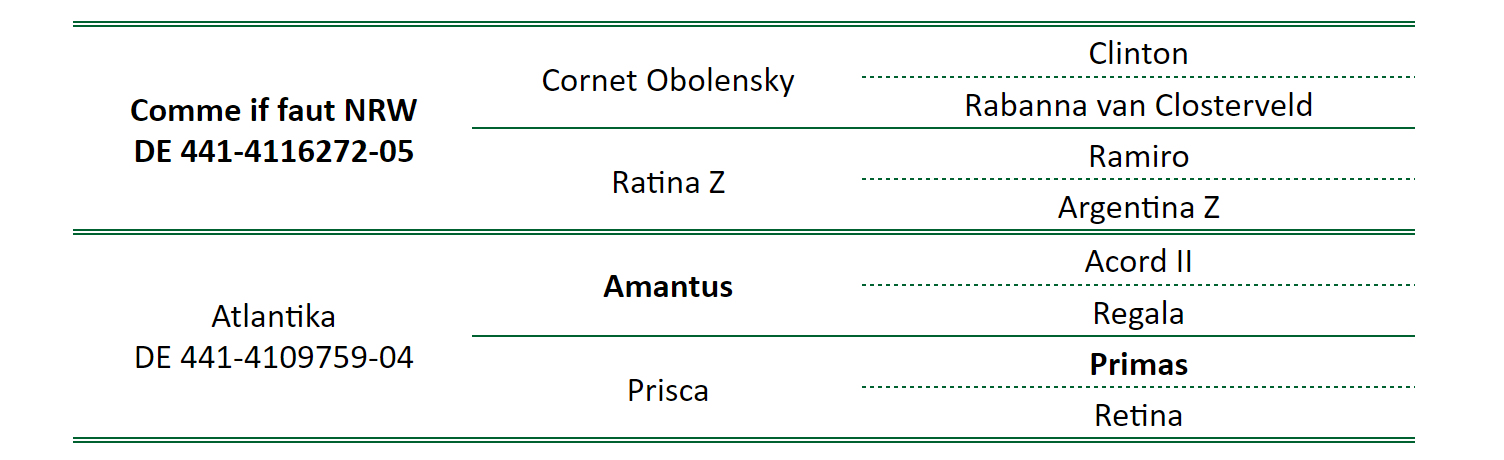 Comme if faut NRW
DE 441-4116272-05
Cornet Obolensky
Clinton
Rabanna van Closterveld
Ratina Z
Ramiro
Argentina Z
Atlantika
DE 441-4109759-04
Amantus
Acord II
Regala
Prisca
Primas
Retina